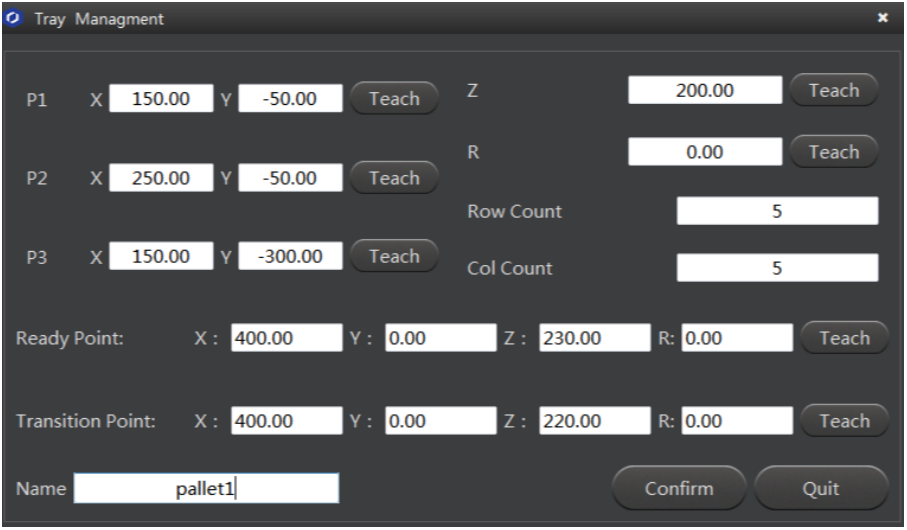 Tray Managment
P1 X 150.00 Y -50.00 Teach
Z 200.00 Teach
R 0.00 Teach
P2 X 250.00 Y -50.00 Teach
Row Count 5
P3 X 150.00 Y -300.00 Teach
Col Count 5
Ready Point: X : 400.00 Y : 0.00 Z : 230.00 R: 0.00 Teach
Transition Point: X : 400.00 Y : 0.00 Z : 220.00 R: 0.00 Teach
Name pallet1 Confirm Quit